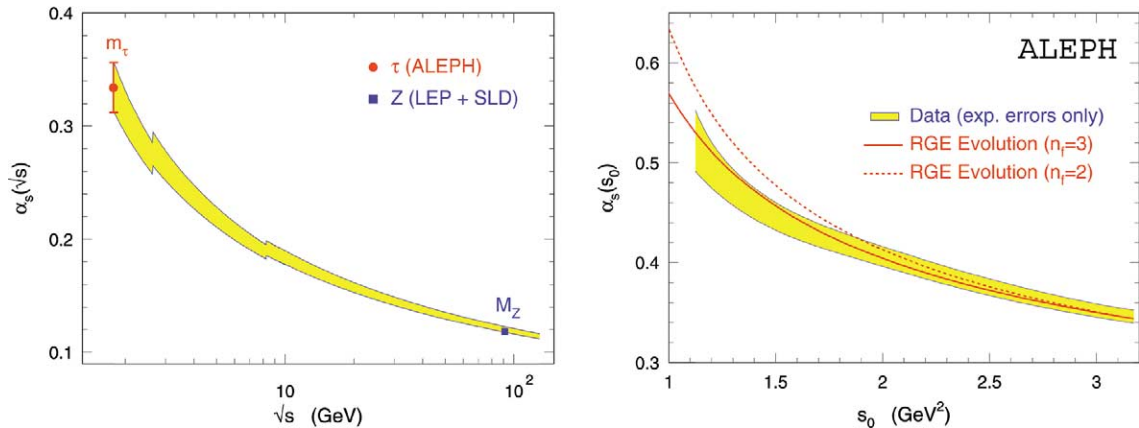 0.4
0.3
0.2
0.1
α_s(√s)
m_τ
τ (ALEPH)
Z (LEP + SLD)
M_Z
10
10²
√s (GeV)
0.6
0.5
0.4
0.3
α_s(s₀)
ALEPH
Data (exp. errors only)
RGE Evolution (n_f=3)
RGE Evolution (n_f=2)
1
1.5
2
2.5
3
s₀ (GeV²)